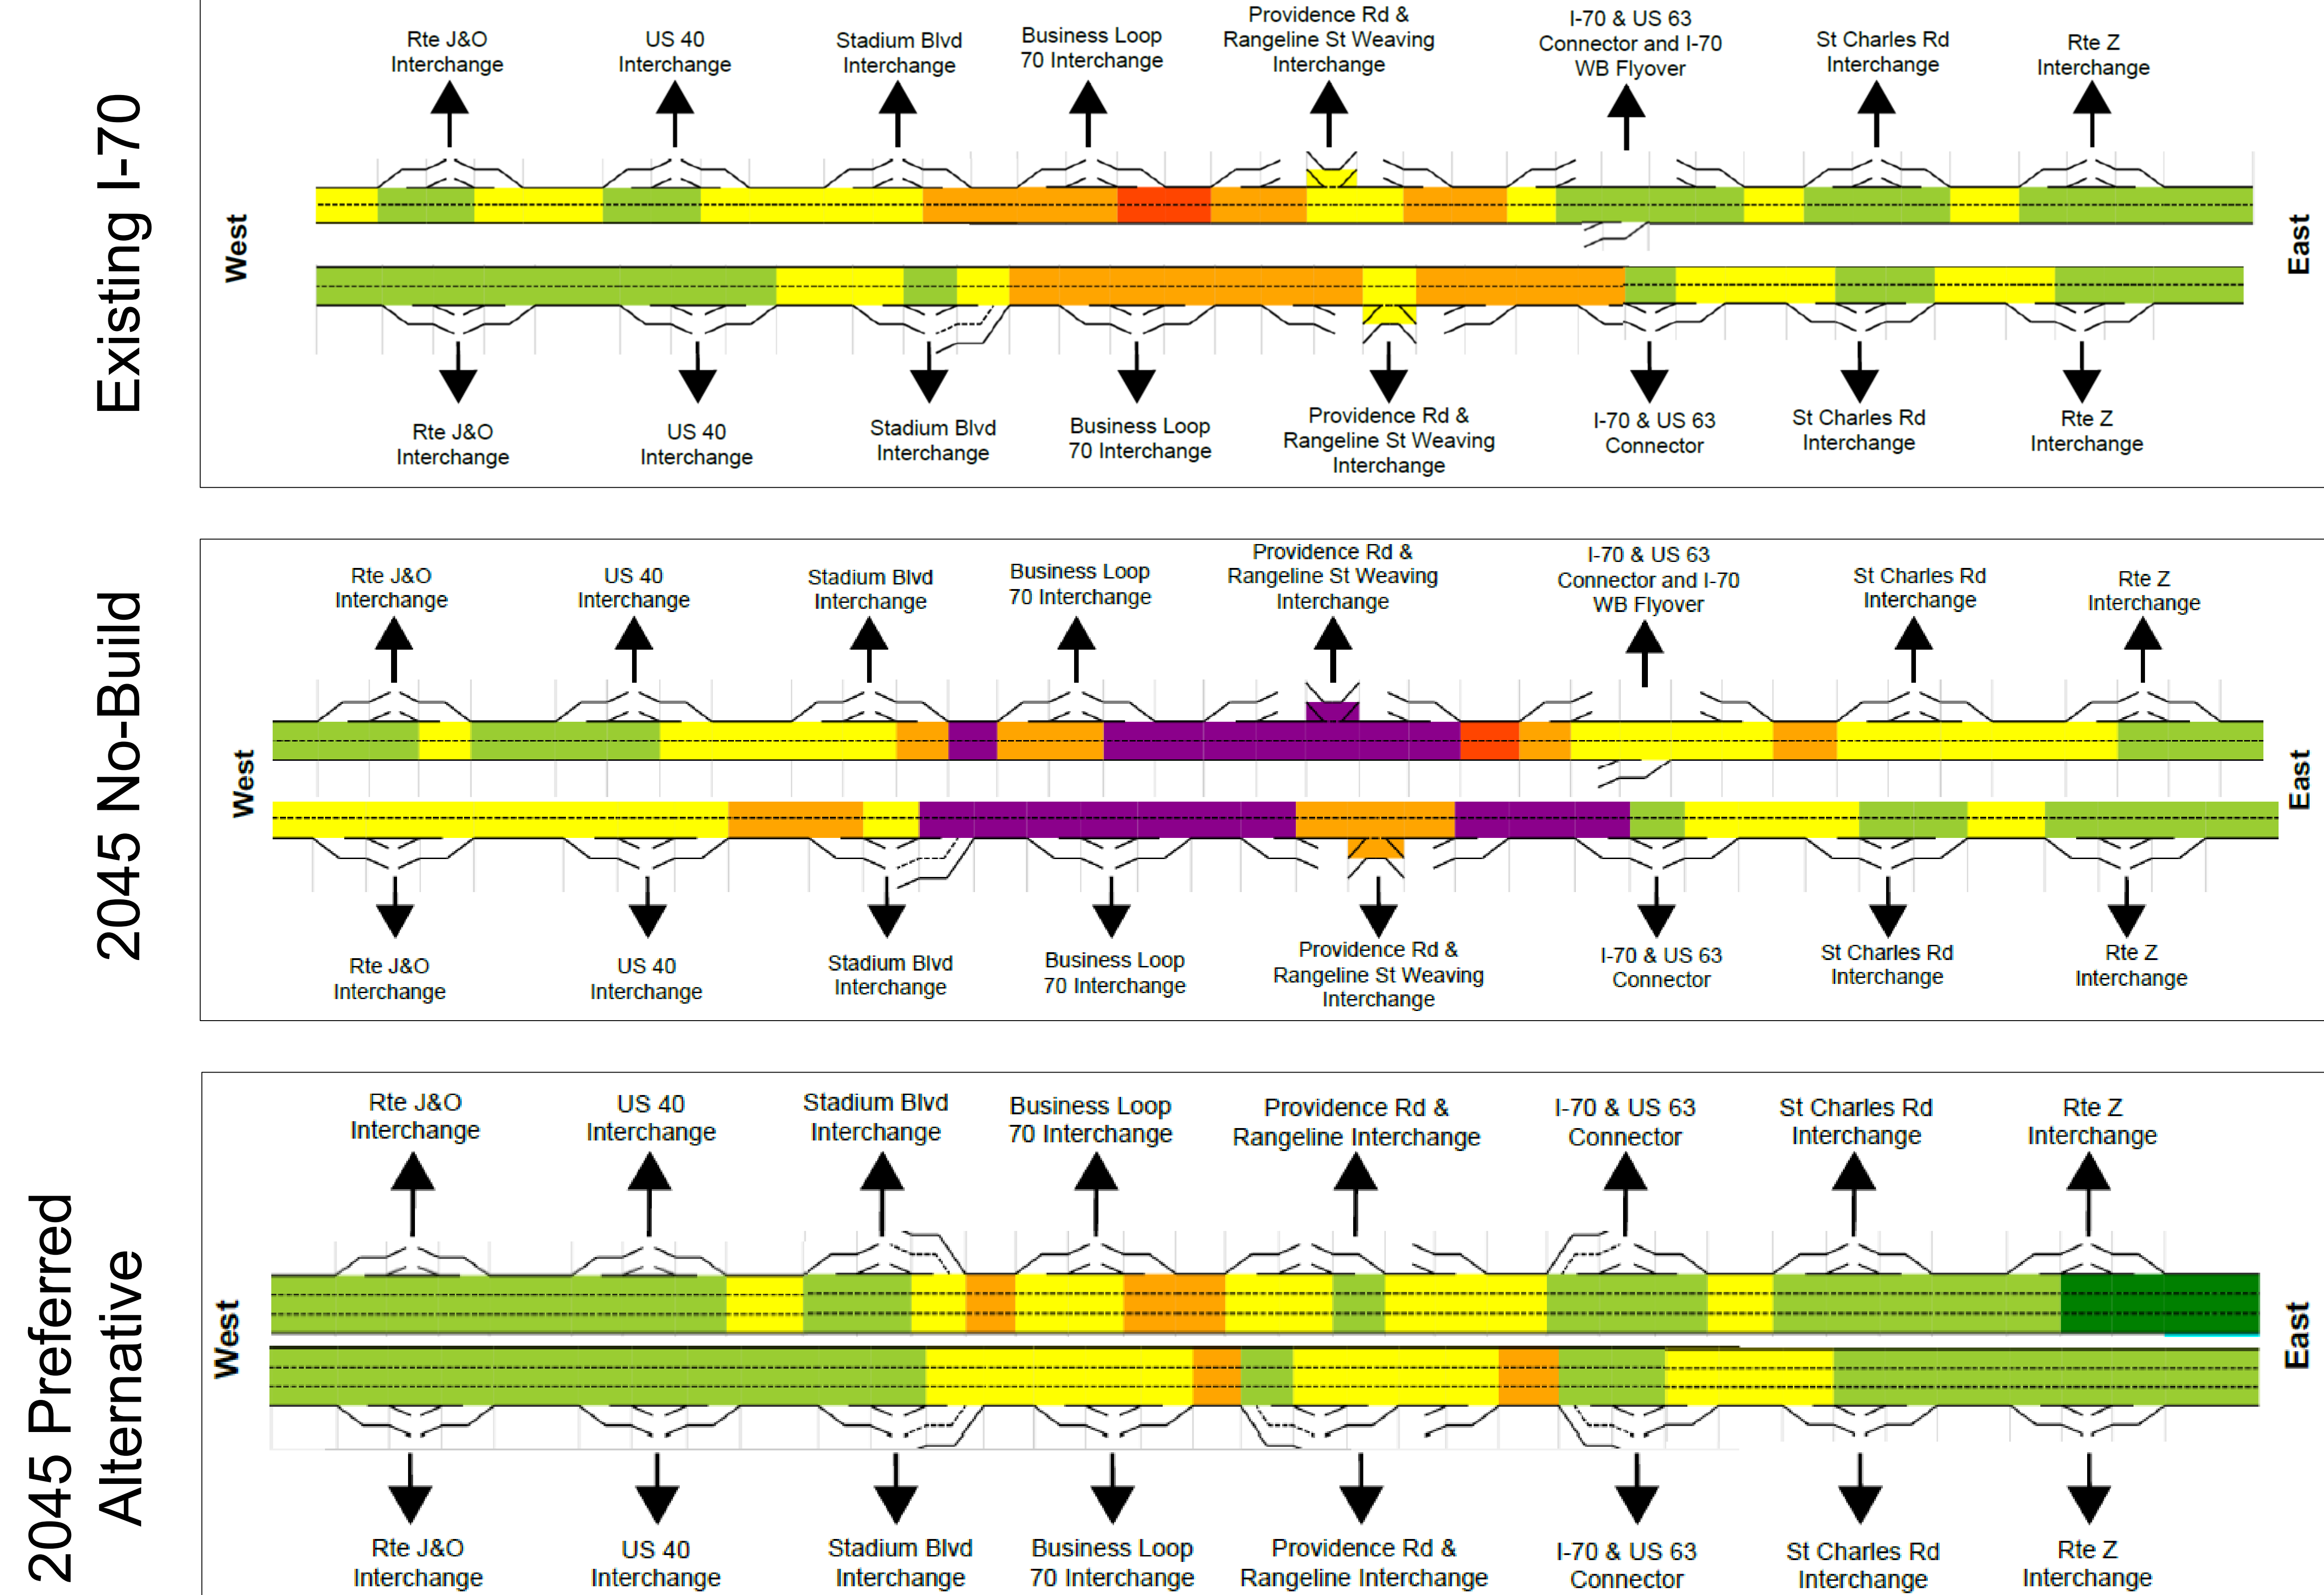 Existing I-70
Rte J&O
Interchange
US 40
Interchange
Stadium Blvd
Interchange
Business Loop
70 Interchange
Providence Rd &
Rangeline St Weaving
Interchange
I-70 & US 63
Connector and I-70
WB Flyover
St Charles Rd
Interchange
Rte Z
Interchange
West
East
Rte J&O
Interchange
US 40
Interchange
Stadium Blvd
Interchange
Business Loop
70 Interchange
Providence Rd &
Rangeline St Weaving
Interchange
I-70 & US 63
Connector
St Charles Rd
Interchange
Rte Z
Interchange
2045 No-Build
Rte J&O
Interchange
US 40
Interchange
Stadium Blvd
Interchange
Business Loop
70 Interchange
Providence Rd &
Rangeline St Weaving
Interchange
I-70 & US 63
Connector and I-70
WB Flyover
St Charles Rd
Interchange
Rte Z
Interchange
West
East
Rte J&O
Interchange
US 40
Interchange
Stadium Blvd
Interchange
Business Loop
70 Interchange
Providence Rd &
Rangeline St Weaving
Interchange
I-70 & US 63
Connector
St Charles Rd
Interchange
Rte Z
Interchange
2045 Preferred
Alternative
Rte J&O
Interchange
US 40
Interchange
Stadium Blvd
Interchange
Business Loop
70 Interchange
Providence Rd &
Rangeline Interchange
I-70 & US 63
Connector
St Charles Rd
Interchange
Rte Z
Interchange
West
East
Rte J&O
Interchange
US 40
Interchange
Stadium Blvd
Interchange
Business Loop
70 Interchange
Providence Rd &
Rangeline Interchange
I-70 & US 63
Connector
St Charles Rd
Interchange
Rte Z
Interchange